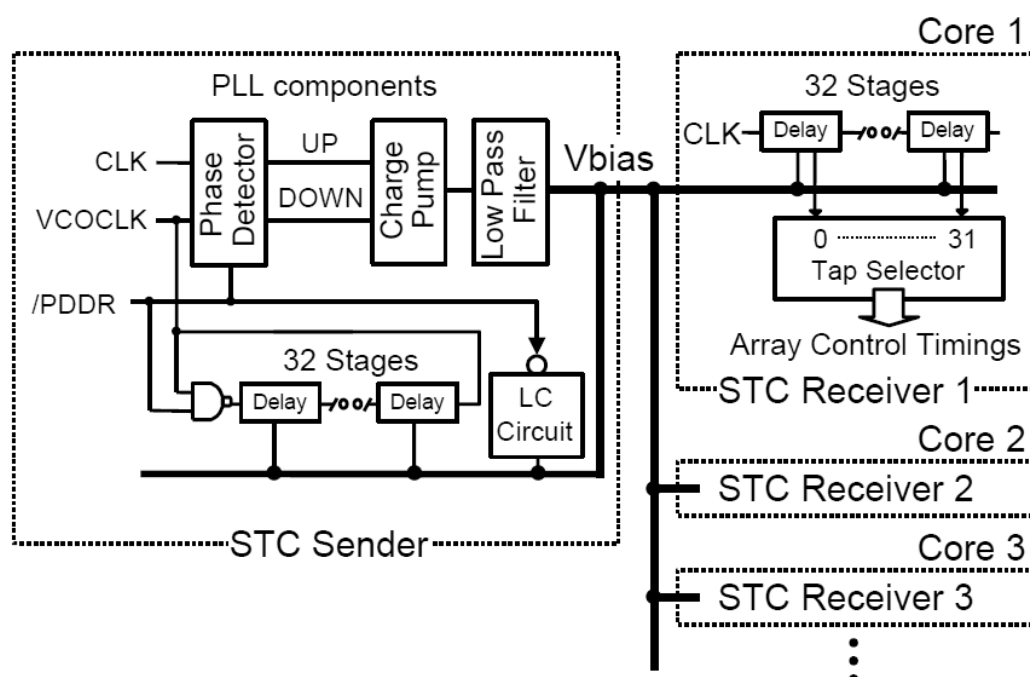 Core 1
PLL components
32 Stages
CLK
Phase Detector
UP
DOWN
Charge Pump
Low Pass Filter
Vbias
CLK
Delay
Delay
VCOCLK
0 31
Tap Selector
/PDDR
Array Control Timings
32 Stages
Delay
Delay
LC
Circuit
STC Receiver 1
Core 2
STC Receiver 2
STC Sender
Core 3
STC Receiver 3